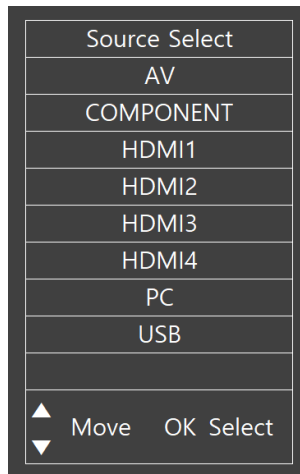 Source Select
AV
COMPONENT
HDMI1
HDMI2
HDMI3
HDMI4
PC
USB
Move OK Select